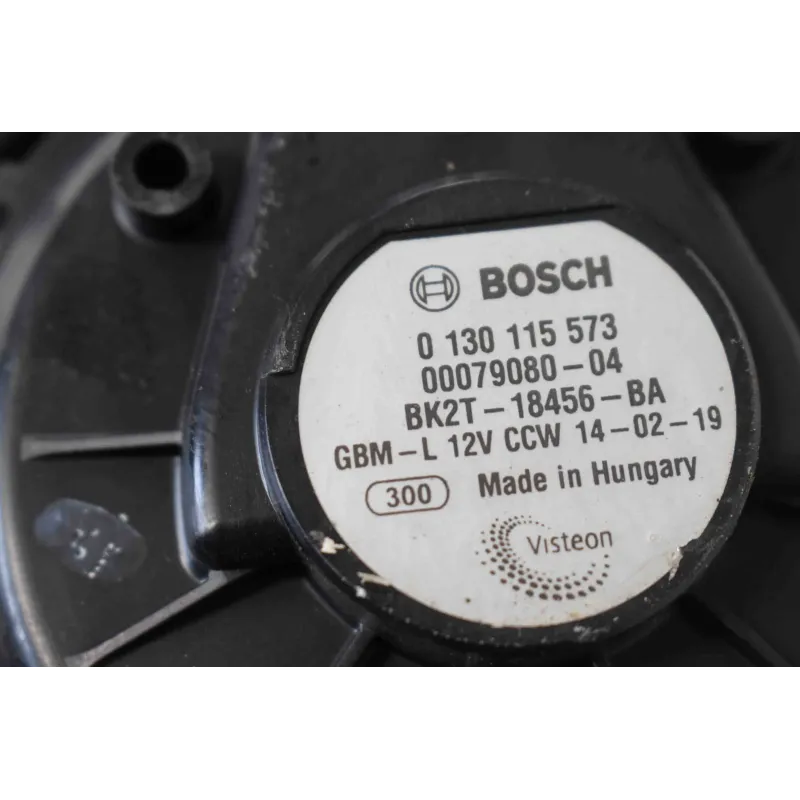 BOSCH
0 130 115 573
00079080-04
BK2T-18456-BA
GBM-L 12V CCW 14-02-19
300 Made in Hungary
Visteon